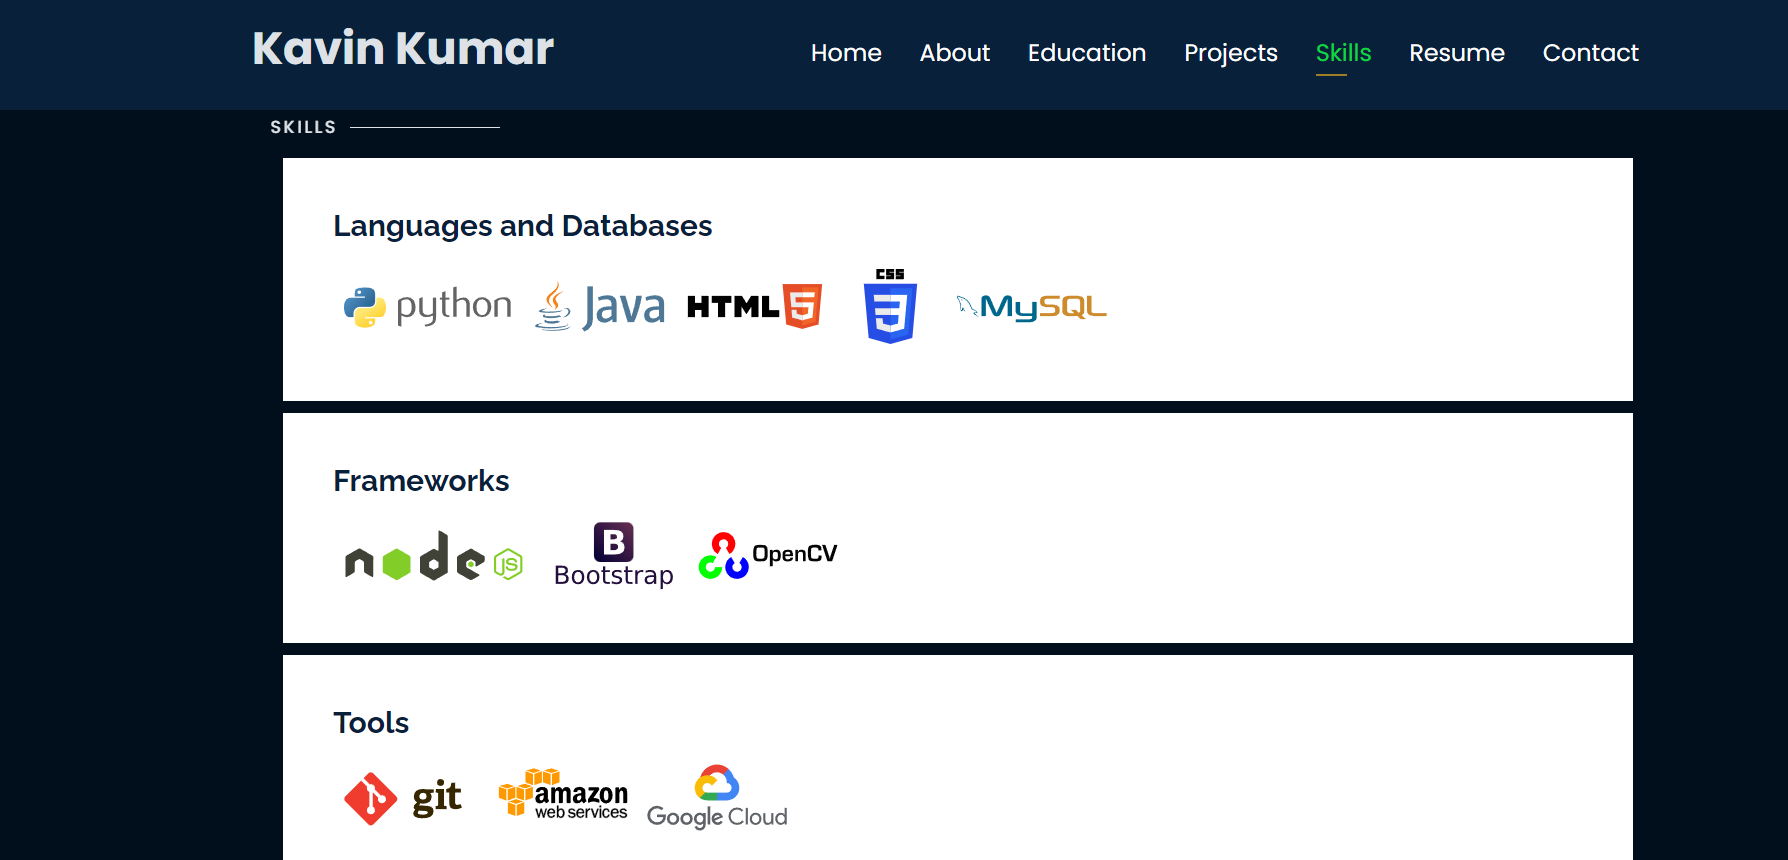 Kavin Kumar
Home About Education Projects Skills Resume Contact
SKILLS
Languages and Databases
python Java HTML 5 CSS 3 MySQL
Frameworks
node JS B Bootstrap OpenCV
Tools
git amazon web services Google Cloud